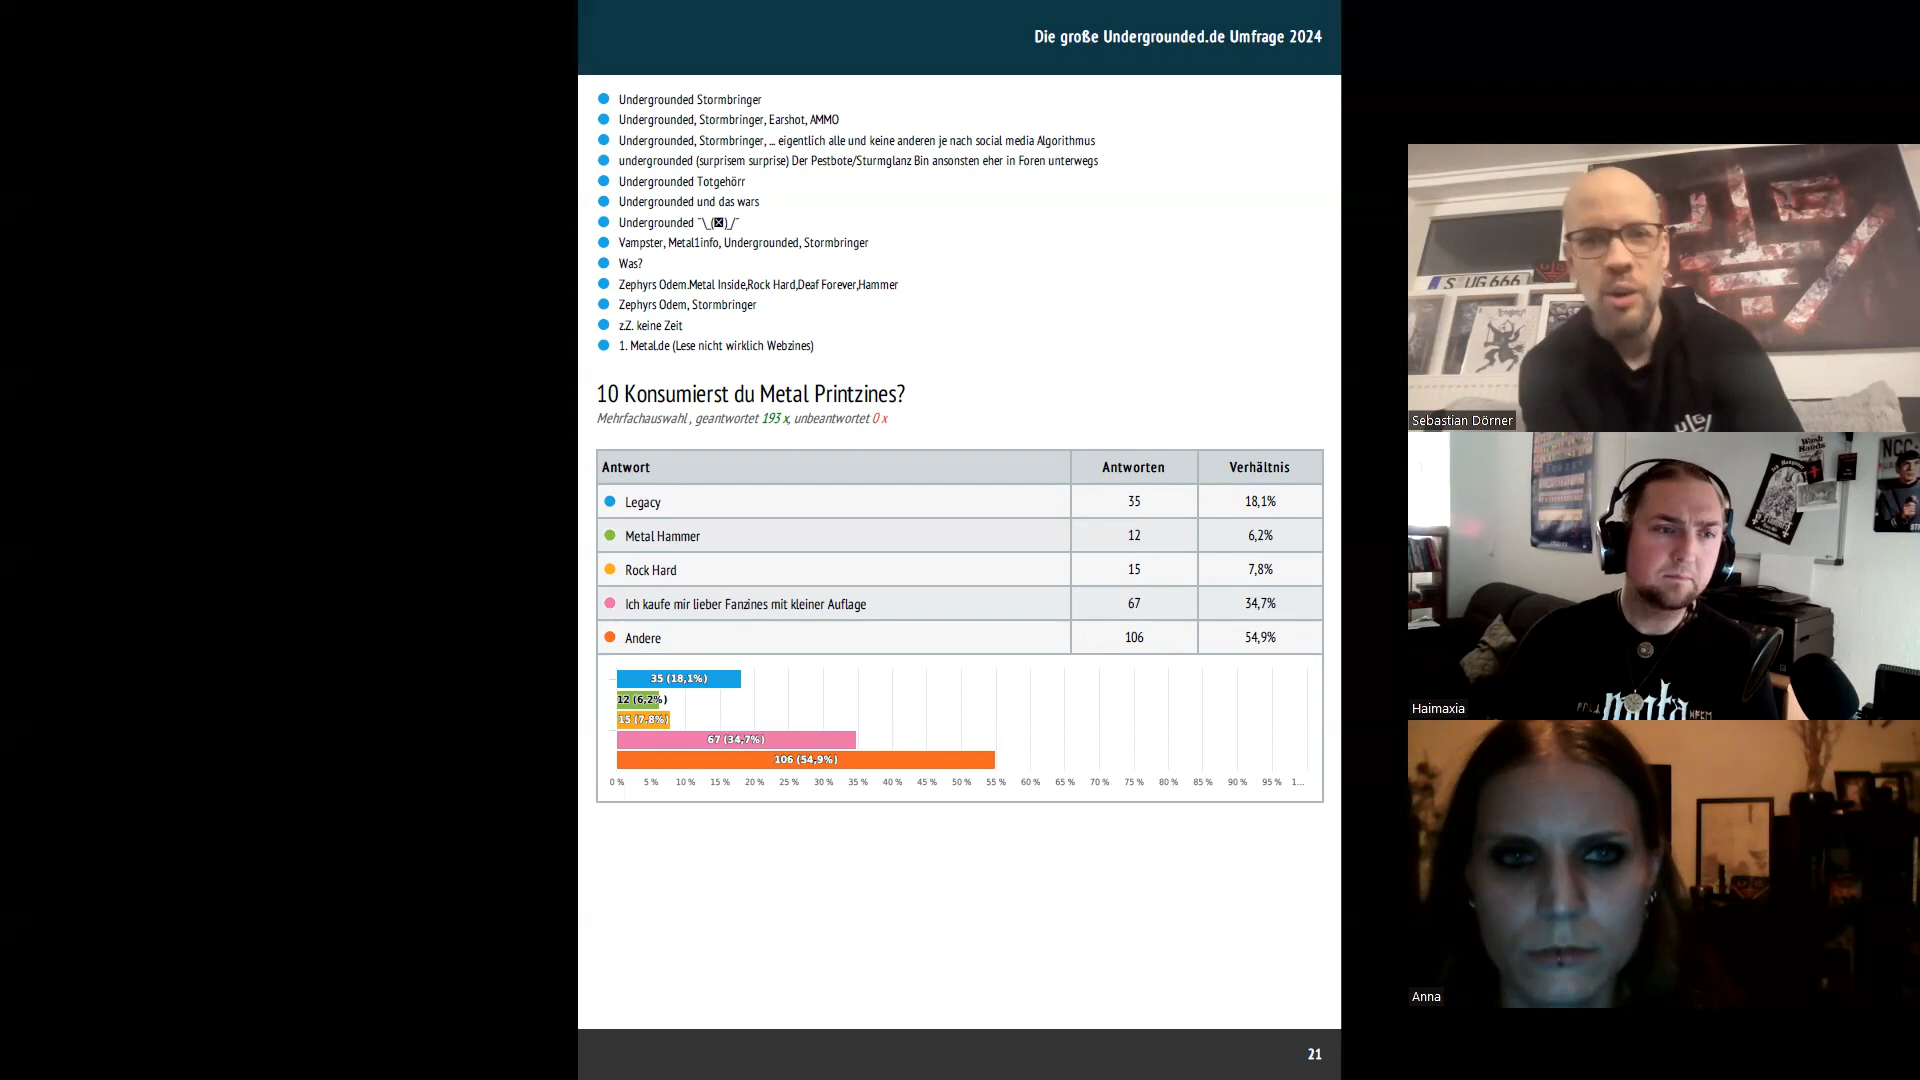 Die große Undergrounded.de Umfrage 2024
Undergrounded Stormbringer
Undergrounded, Stormbringer, Earshot, AMMO
Undergrounded, Stormbringer, ... eigentlich alle und keine anderen je nach social media Algorithmus
undergrounded (surprisem surprise) Der Pestbote/Sturmglanz Bin ansonsten eher in Foren unterwegs
Undergrounded Totgehörr
Undergrounded und das wars
Undergrounded ¯\_(☒)_/¯
Vampster, Metal1info, Undergrounded, Stormbringer
Was?
Zephyrs Odem.Metal Inside,Rock Hard,Deaf Forever,Hammer
Zephyrs Odem, Stormbringer
z.Z. keine Zeit
1. Metal.de (Lese nicht wirklich Webzines)
10 Konsumierst du Metal Printzines?
Mehrfachauswahl , geantwortet 193 x, unbeantwortet 0 x
Antwort Antworten Verhältnis
Legacy 35 18,1%
Metal Hammer 12 6,2%
Rock Hard 15 7,8%
Ich kaufe mir lieber Fanzines mit kleiner Auflage 67 34,7%
Andere 106 54,9%
35 (18,1%)
12 (6,2%)
15 (7,8%)
67 (34,7%)
106 (54,9%)
0 % 5 % 10 % 15 % 20 % 25 % 30 % 35 % 40 % 45 % 50 % 55 % 60 % 65 % 70 % 75 % 80 % 85 % 90 % 95 % 1...
21
S UG 666
Sebastian Dörner
NCC-
Haimaxia
Anna